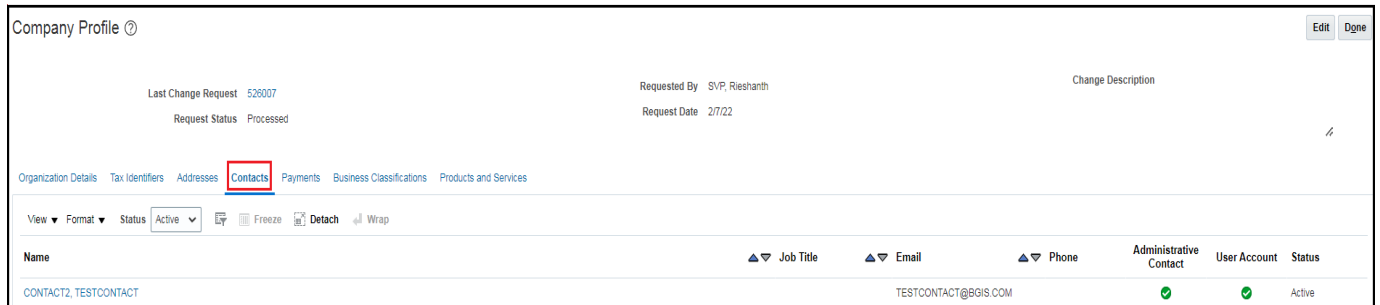 Company Profile
Edit Done
Last Change Request 526007 Requested By SVP, Rieshanth Change Description
Request Status Processed Request Date 2/7/22
Organization Details Tax Identifiers Addresses Contacts Payments Business Classifications Products and Services
View Format Status Active Freeze Detach Wrap
Name Job Title Email Phone Administrative Contact User Account Status
CONTACT2, TESTCONTACT TESTCONTACT@BGIS.COM Active